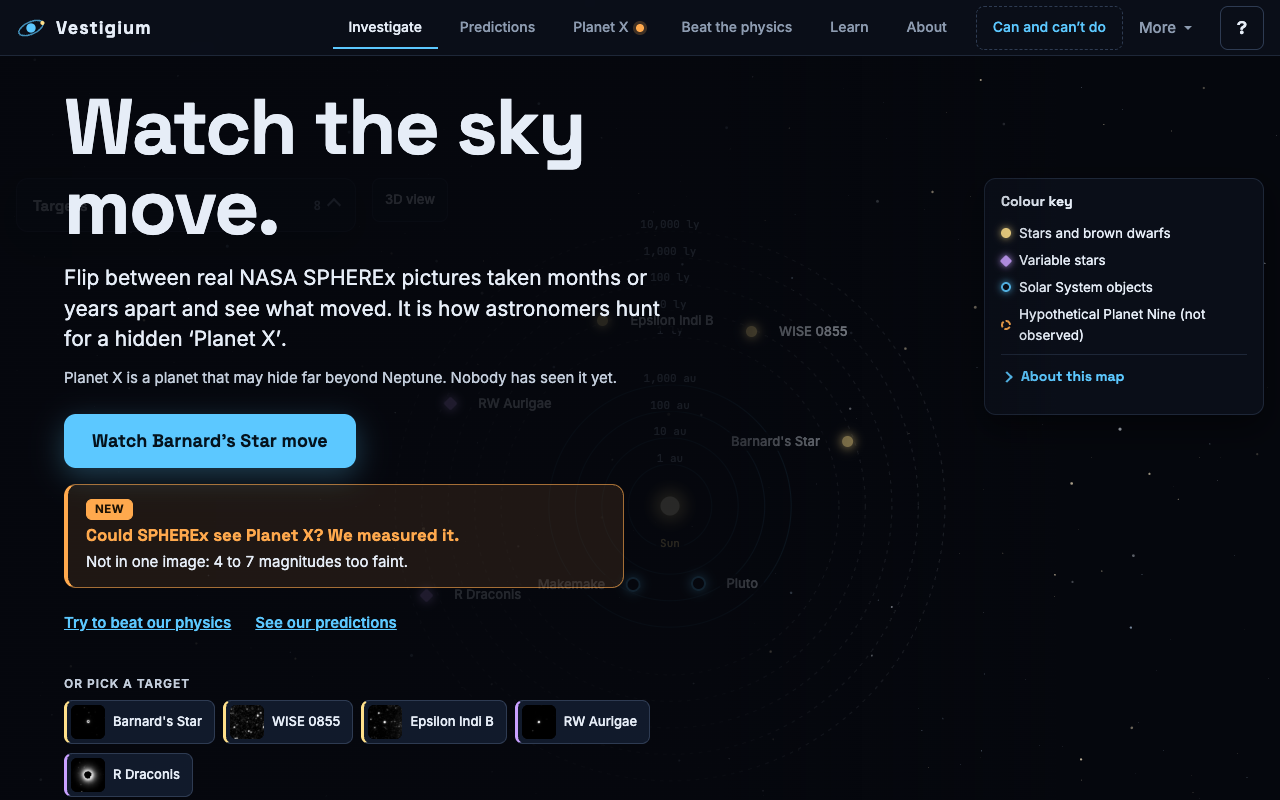 Vestigium
Investigate
Predictions
Planet X
Beat the physics
Learn
About
Can and can't do
More
?
Watch the sky
move.
Targets
8
3D view
Flip between real NASA SPHEREx pictures taken months or
years apart and see what moved. It is how astronomers hunt
for a hidden ‘Planet X’.
Planet X is a planet that may hide far beyond Neptune. Nobody has seen it yet.
Watch Barnard’s Star move
NEW
Could SPHEREx see Planet X? We measured it.
Not in one image: 4 to 7 magnitudes too faint.
Try to beat our physics
See our predictions
OR PICK A TARGET
Barnard's Star
WISE 0855
Epsilon Indi B
RW Aurigae
R Draconis
10,000 ly
1,000 ly
100 ly
Epsilon Indi B
WISE 0855
1,000 au
RW Aurigae
100 au
10 au
Barnard's Star
1 au
Sun
Makemake
Pluto
R Draconis
Colour key
Stars and brown dwarfs
Variable stars
Solar System objects
Hypothetical Planet Nine (not
observed)
About this map